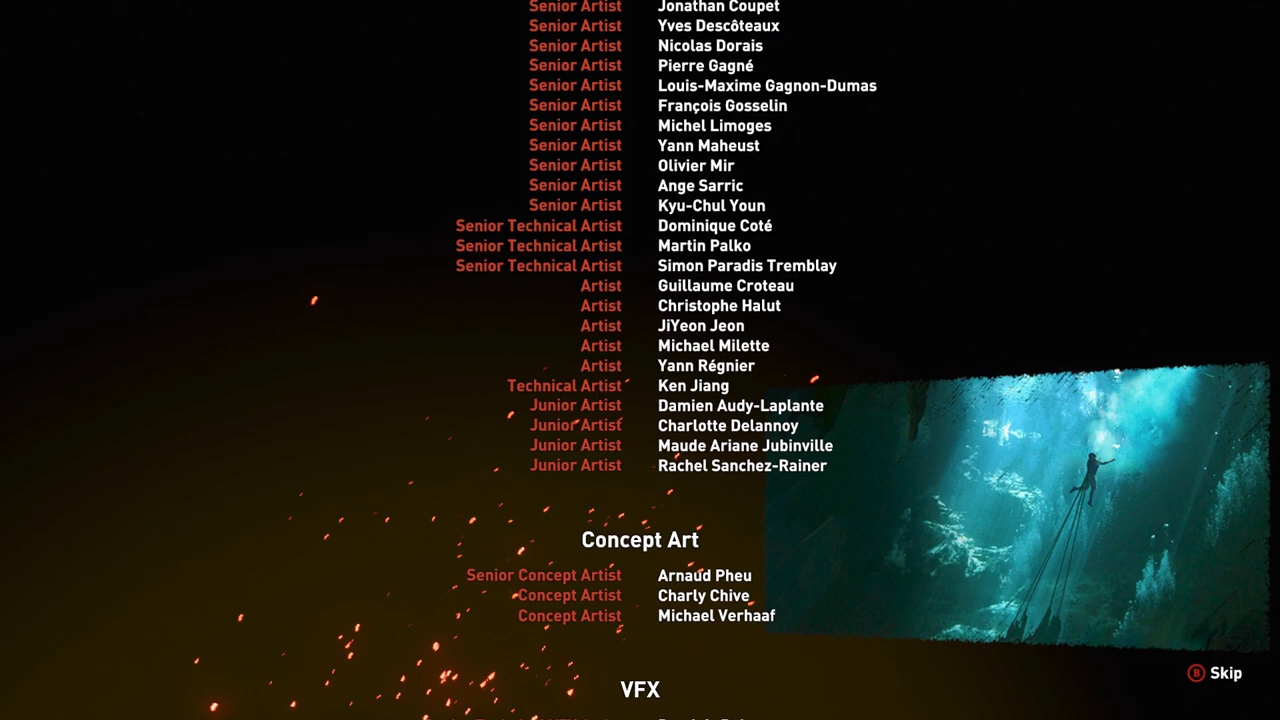 Senior Artist Jonathan Coupet
Senior Artist Yves Descôteaux
Senior Artist Nicolas Dorais
Senior Artist Pierre Gagné
Senior Artist Louis-Maxime Gagnon-Dumas
Senior Artist François Gosselin
Senior Artist Michel Limoges
Senior Artist Yann Maheust
Senior Artist Olivier Mir
Senior Artist Ange Sarric
Senior Artist Kyu-Chul Youn
Senior Technical Artist Dominique Coté
Senior Technical Artist Martin Palko
Senior Technical Artist Simon Paradis Tremblay
Artist Guillaume Croteau
Artist Christophe Halut
Artist JiYeon Jeon
Artist Michael Milette
Artist Yann Régnier
Technical Artist Ken Jiang
Junior Artist Damien Audy-Laplante
Junior Artist Charlotte Delannoy
Junior Artist Maude Ariane Jubinville
Junior Artist Rachel Sanchez-Rainer
Concept Art
Senior Concept Artist Arnaud Pheu
Concept Artist Charly Chive
Concept Artist Michael Verhaaf
B Skip
VFX